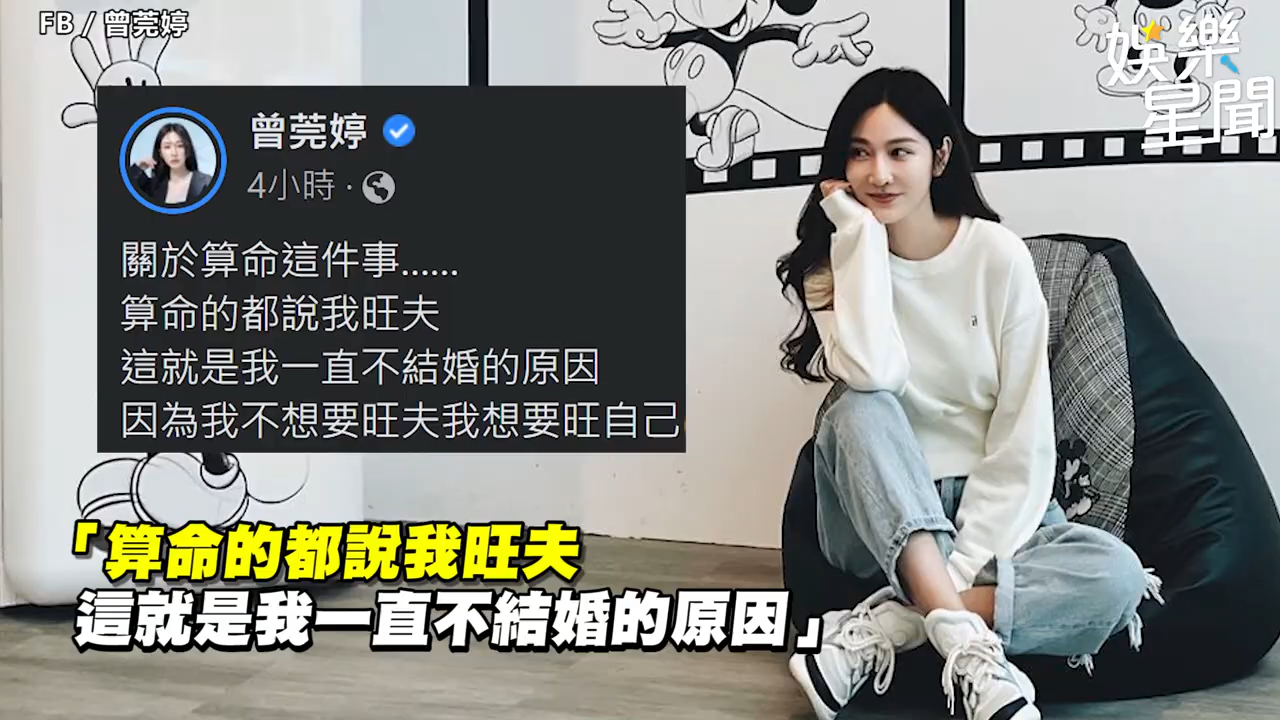 FB / 曾莞婷
娛樂
星聞
曾莞婷
4小時 ·
關於算命這件事......
算命的都說我旺夫
這就是我一直不結婚的原因
因為我不想要旺夫我想要旺自己
「算命的都說我旺夫
這就是我一直不結婚的原因」